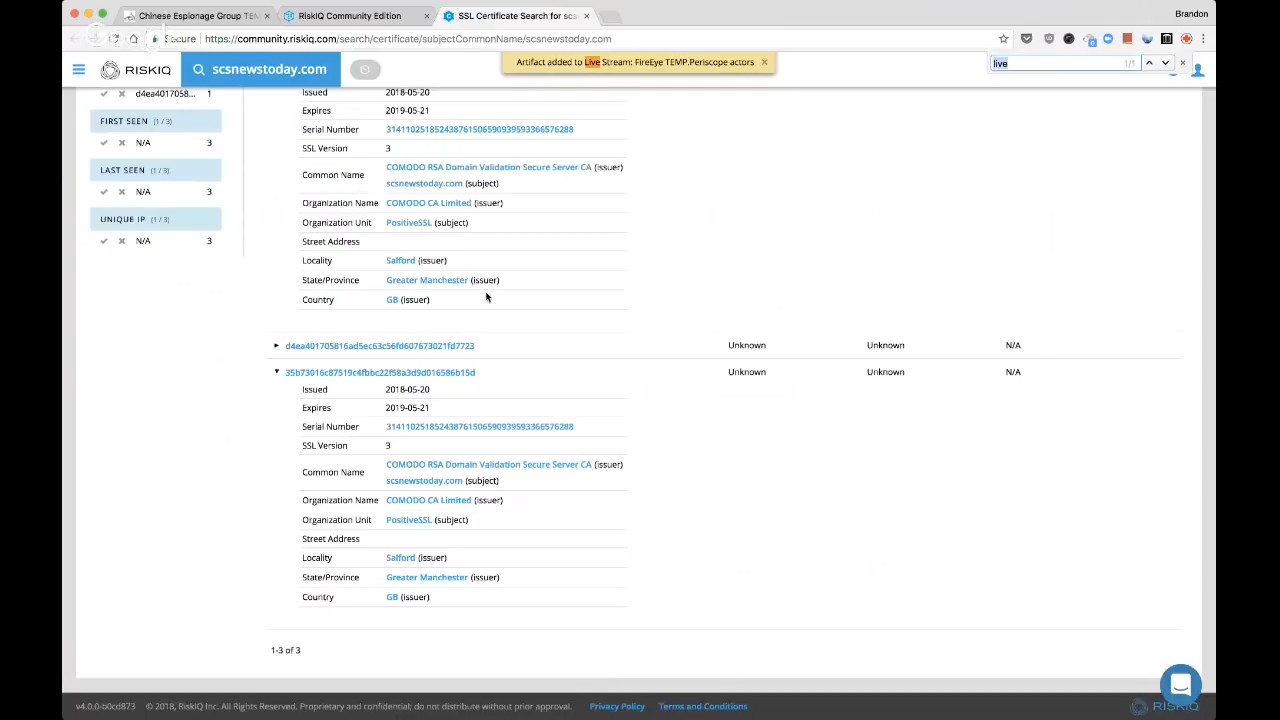 Chinese Espionage Group TEM
RiskIQ Community Edition
SSL Certificate Search for scs
Brandon
Secure
https://community.riskiq.com/search/certificate/subjectCommonName/scsnewstoday.com
RISKIQ
scsnewstoday.com
Artifact added to Live Stream: FireEye TEMP.Periscope actors
live
1/1
d4ea4017058... 1
FIRST SEEN (1 / 3)
N/A 3
LAST SEEN (1 / 3)
N/A 3
UNIQUE IP (1 / 3)
N/A 3
Issued 2018-05-20
Expires 2019-05-21
Serial Number 314110251852438761506590939593366576288
SSL Version 3
Common Name COMODO RSA Domain Validation Secure Server CA (issuer)
scsnewstoday.com (subject)
Organization Name COMODO CA Limited (issuer)
Organization Unit PositiveSSL (subject)
Street Address
Locality Salford (issuer)
State/Province Greater Manchester (issuer)
Country GB (issuer)
d4ea401705816ad5ec63c56fd607673021fd7723 Unknown Unknown N/A
35b73016c87519c4fbbc22f58a3d9d016586b15d Unknown Unknown N/A
Issued 2018-05-20
Expires 2019-05-21
Serial Number 314110251852438761506590939593366576288
SSL Version 3
Common Name COMODO RSA Domain Validation Secure Server CA (issuer)
scsnewstoday.com (subject)
Organization Name COMODO CA Limited (issuer)
Organization Unit PositiveSSL (subject)
Street Address
Locality Salford (issuer)
State/Province Greater Manchester (issuer)
Country GB (issuer)
1-3 of 3
v4.0.0-b0cd873 © 2018, RiskIQ Inc. All Rights Reserved. Proprietary and confidential; do not distribute without prior approval. Privacy Policy Terms and Conditions
RISKIQ